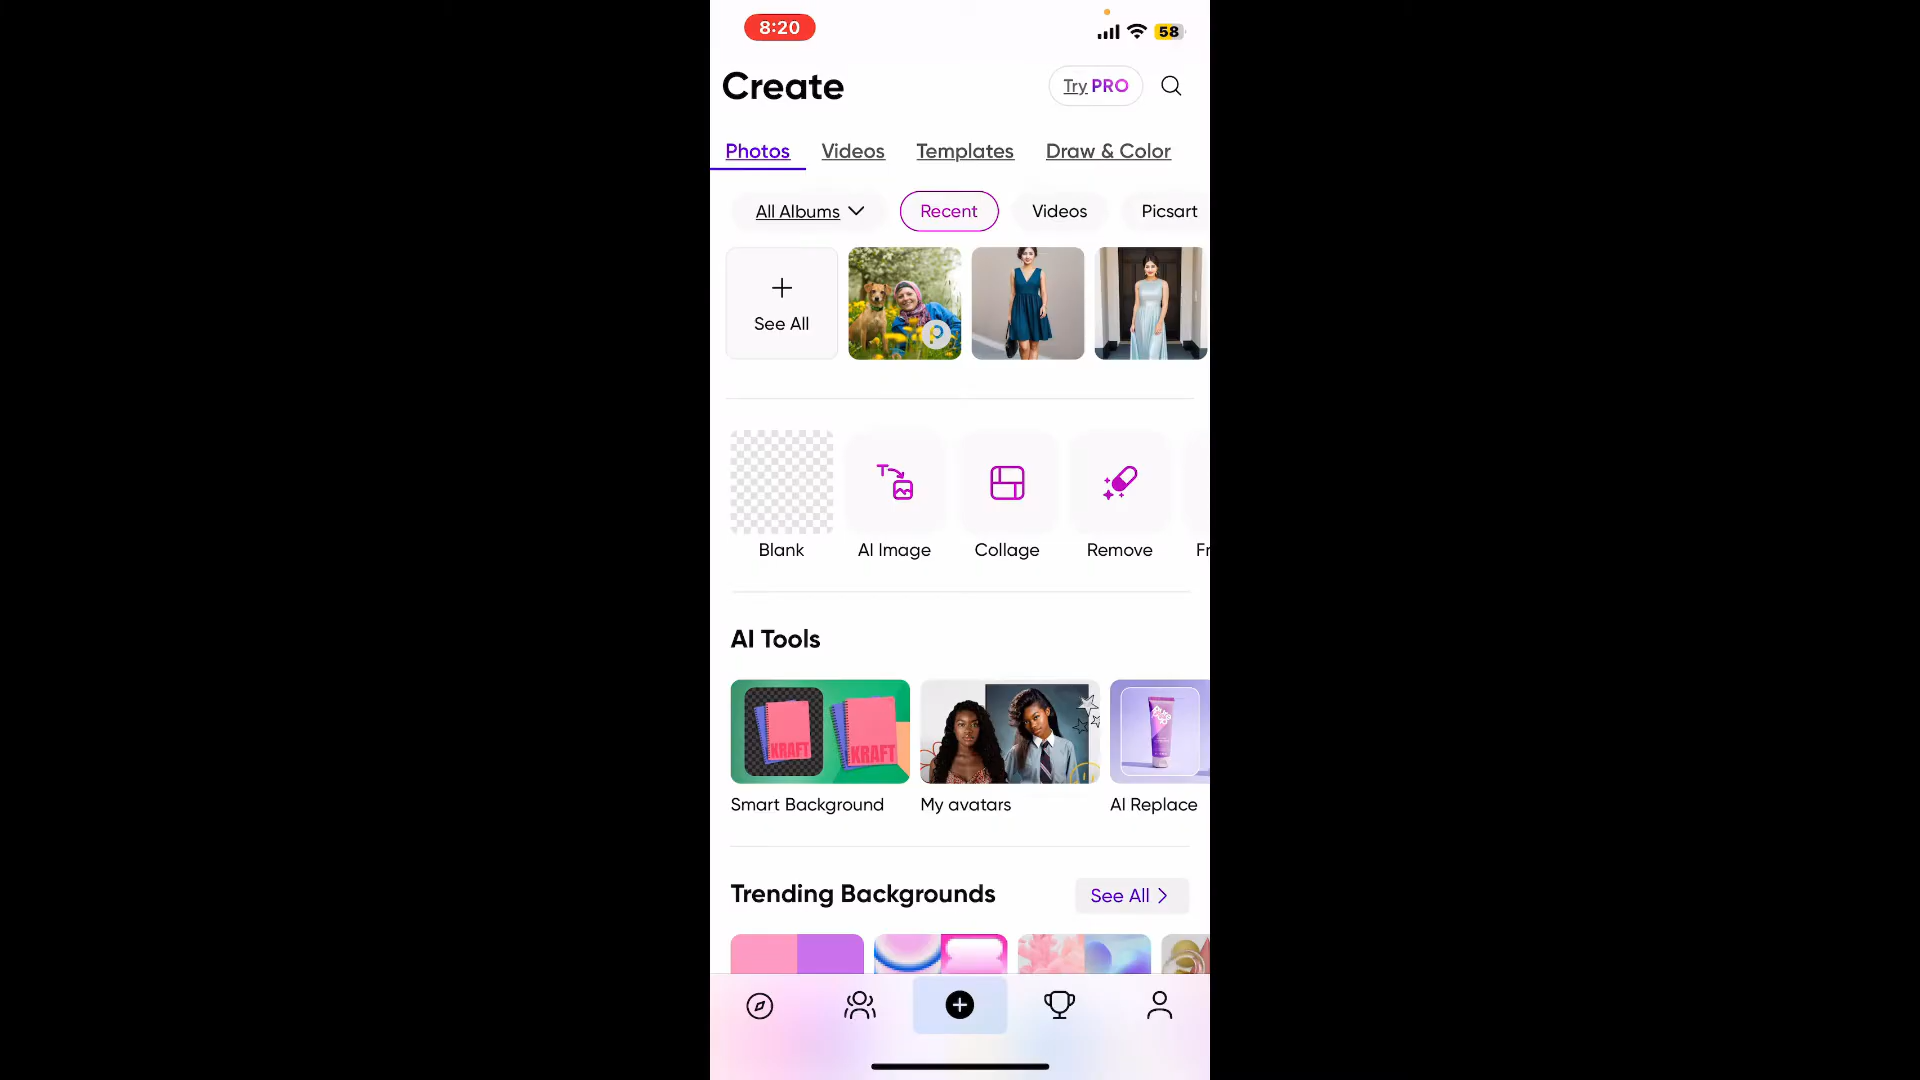 8:20
58
Create
Try PRO
Photos
Videos
Templates
Draw & Color
All Albums
Recent
Videos
Picsart
See All
Blank
AI Image
Collage
Remove
Fr
AI Tools
KRAFT
KRAFT
Smart Background
My avatars
AI Replace
Trending Backgrounds
See All